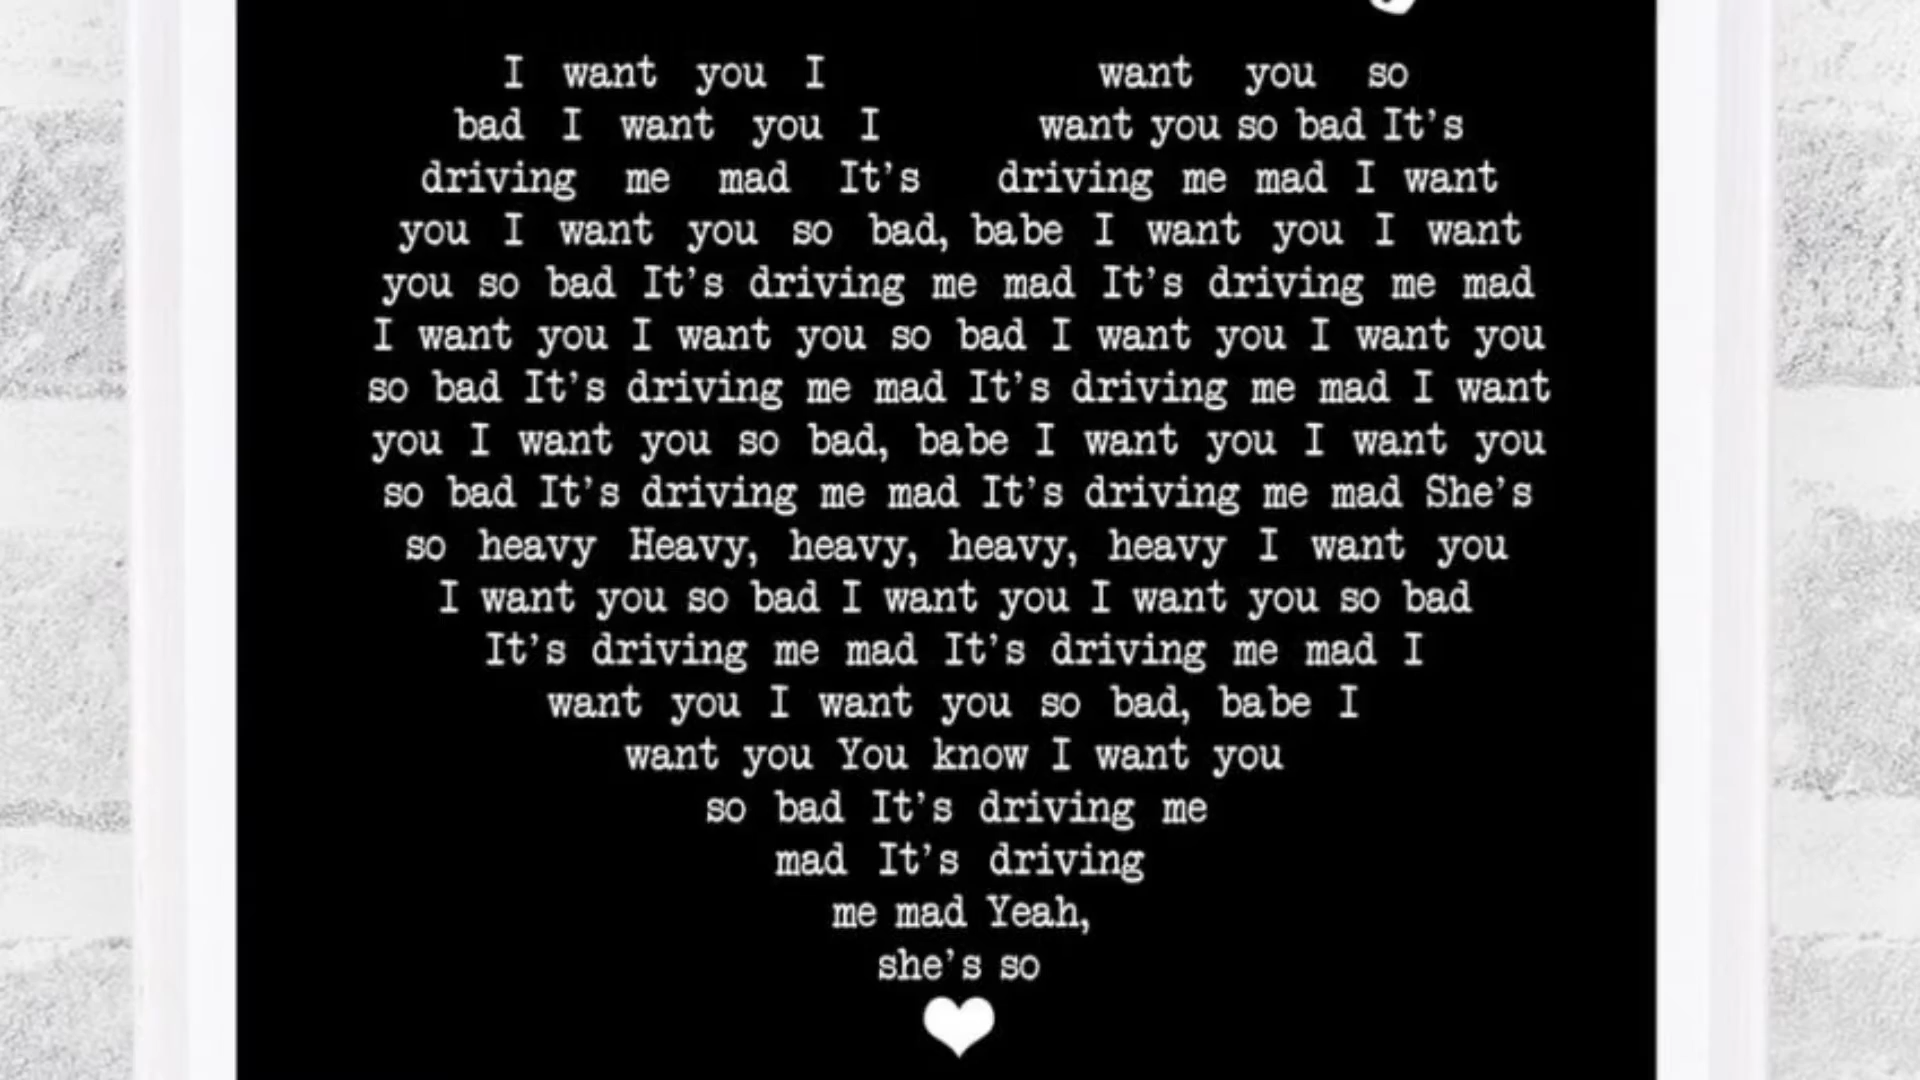 I want you I want you so
bad I want you I want you so bad It's
driving me mad It's driving me mad I want
you I want you so bad, babe I want you I want
you so bad It's driving me mad It's driving me mad
I want you I want you so bad I want you I want you
so bad It's driving me mad It's driving me mad I want
you I want you so bad, babe I want you I want you
so bad It's driving me mad It's driving me mad She's
so heavy Heavy, heavy, heavy, heavy I want you
I want you so bad I want you I want you so bad
It's driving me mad It's driving me mad I
want you I want you so bad, babe I
want you You know I want you
so bad It's driving me
mad It's driving
me mad Yeah,
she's so